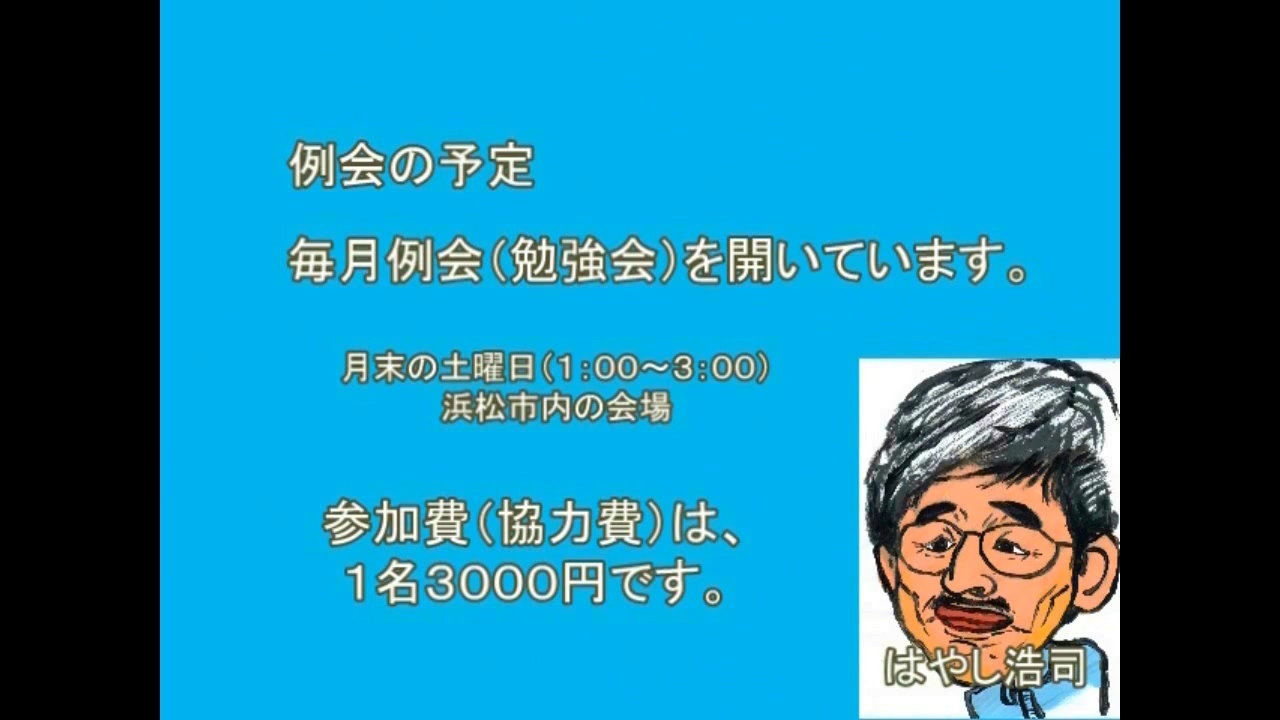 例会の予定
毎月例会(勉強会)を開いています。
月末の土曜日(1:00～3:00)
浜松市内の会場
参加費(協力費)は、
1名3000円です。
はやし浩司